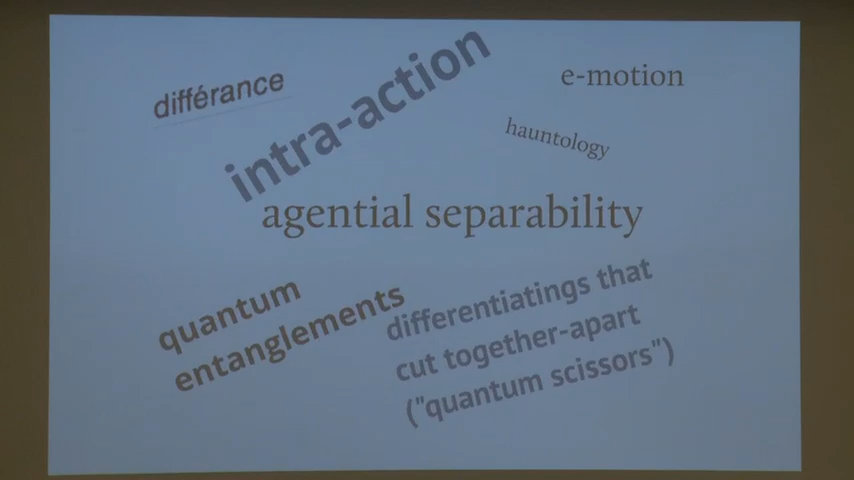 différance
intra-action
e-motion
hauntology
agential separability
quantum
entanglements
differentiatings that
cut together-apart
("quantum scissors")